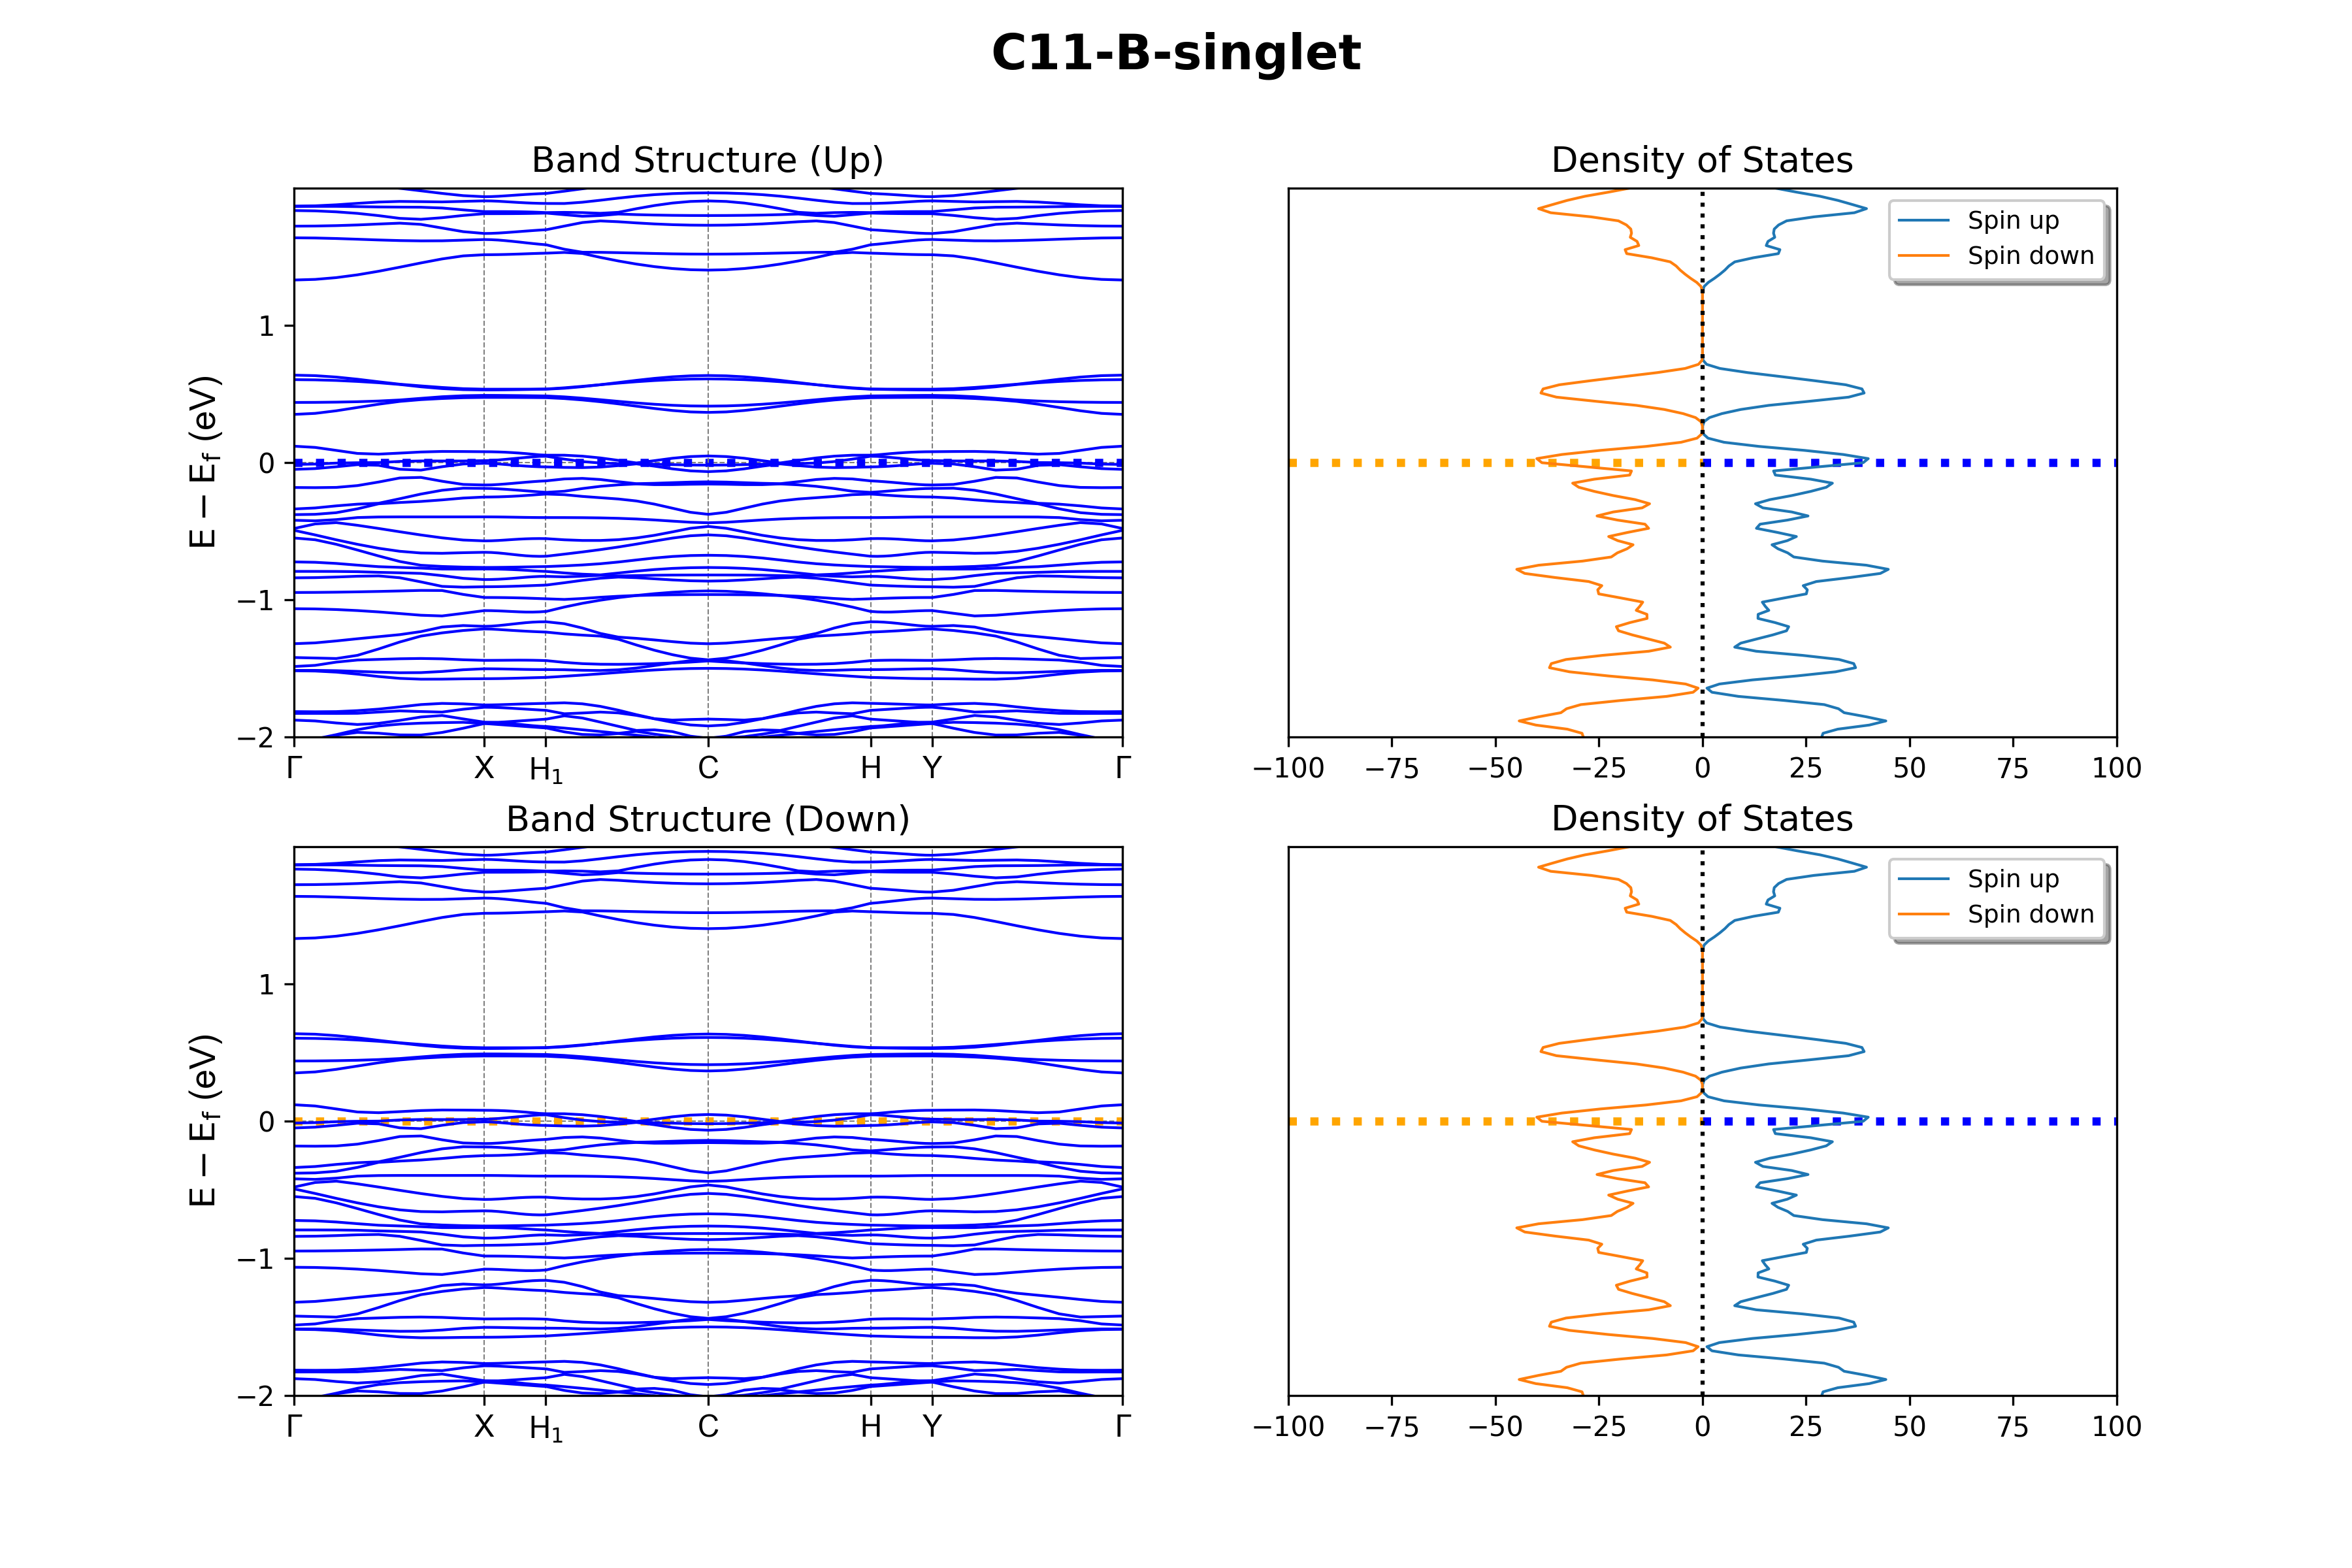 C11-B-singlet
Band Structure (Up)
Density of States
E − E_f (eV)
1
0
−1
−2
Γ X H₁ C H Y Γ
Spin up
Spin down
−100 −75 −50 −25 0 25 50 75 100
Band Structure (Down)
Density of States
E − E_f (eV)
1
0
−1
−2
Γ X H₁ C H Y Γ
Spin up
Spin down
−100 −75 −50 −25 0 25 50 75 100